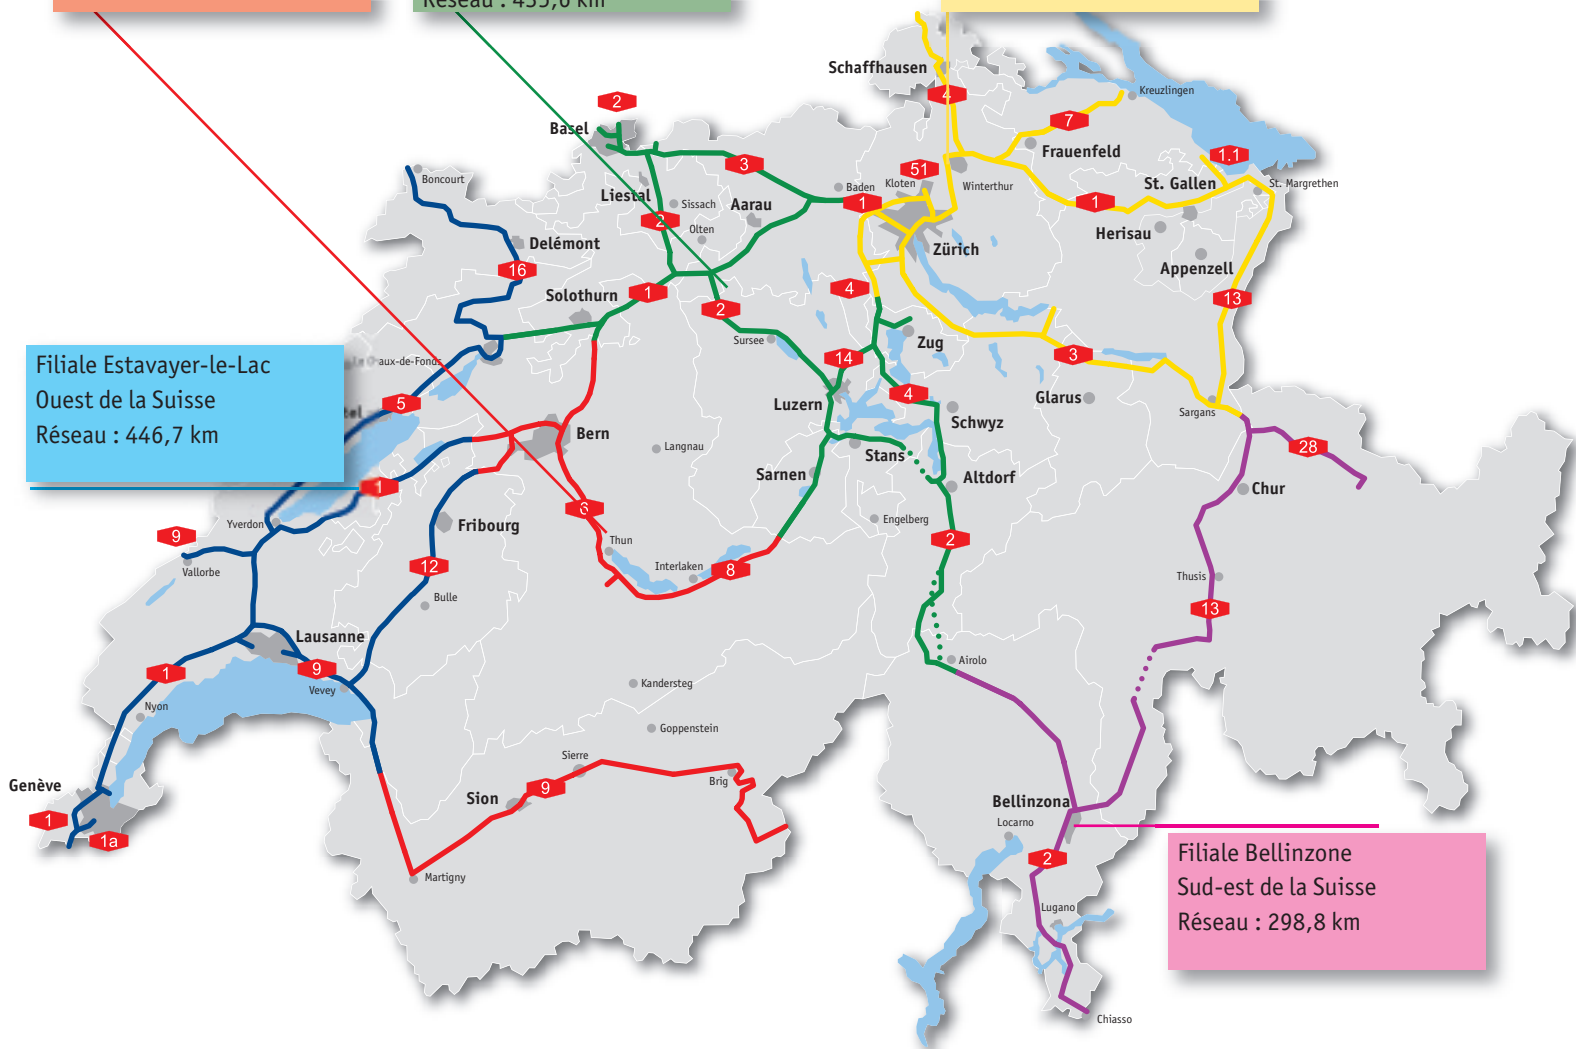 Réseau : 435,6 km
Schaffhausen
4
Kreuzlingen
2
Basel
7
Frauenfeld
3
51
1.1
Boncourt
Liestal
Sissach
Aarau
Baden
Kloten
Winterthur
St. Gallen
St. Margrethen
1
1
2
Olten
Delémont
Zürich
Herisau
Appenzell
16
Solothurn
1
4
13
2
Sursee
Zug
14
3
aux-de-Fonds
Filiale Estavayer-le-Lac
Ouest de la Suisse
Réseau : 446,7 km
5
tel
Luzern
4
Glarus
Sargans
Schwyz
Bern
Langnau
Stans
28
Sarnen
Altdorf
Chur
1
6
Yverdon
Fribourg
Engelberg
9
Thun
2
Vallorbe
12
Interlaken
8
Thusis
Bulle
13
Lausanne
1
9
Airolo
Vevey
Kandersteg
Nyon
Goppenstein
Sierre
Genève
Sion
9
Brig
Bellinzona
1
Locarno
1a
2
Martigny
Filiale Bellinzone
Sud-est de la Suisse
Réseau : 298,8 km
Lugano
Chiasso